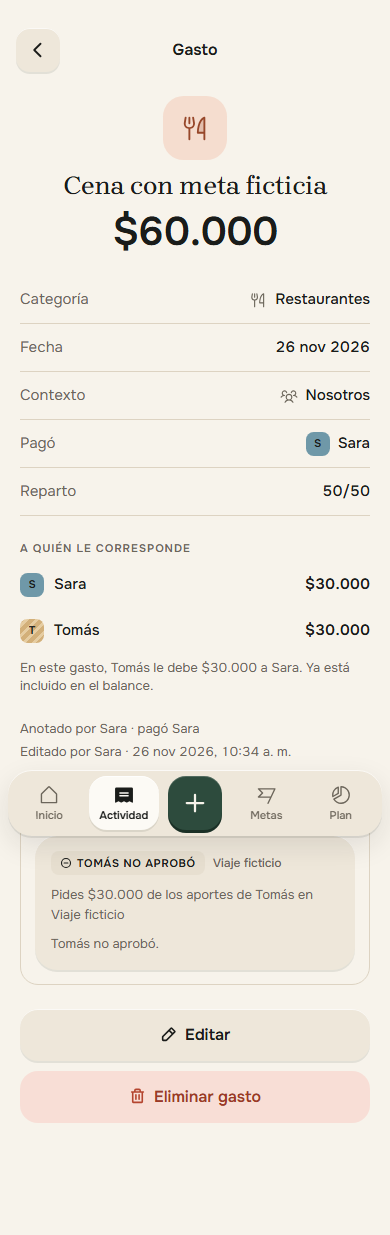 Gasto
Cena con meta ficticia
$60.000
Categoría
Restaurantes
Fecha
26 nov 2026
Contexto
Nosotros
Pagó
S
Sara
Reparto
50/50
A QUIÉN LE CORRESPONDE
S
Sara
$30.000
T
Tomás
$30.000
En este gasto, Tomás le debe $30.000 a Sara. Ya está
incluido en el balance.
Anotado por Sara · pagó Sara
Editado por Sara · 26 nov 2026, 10:34 a. m.
Inicio
Actividad
Metas
Plan
TOMÁS NO APROBÓ
Viaje ficticio
Pides $30.000 de los aportes de Tomás en
Viaje ficticio
Tomás no aprobó.
Editar
Eliminar gasto